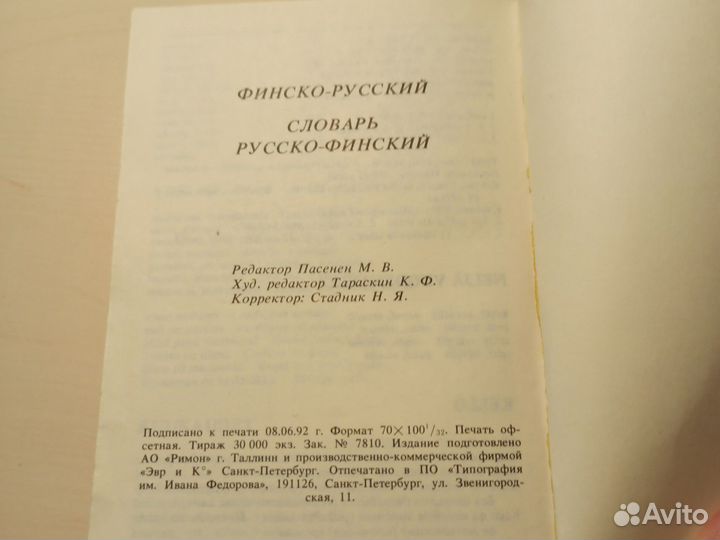 ФИНСКО-РУССКИЙ
СЛОВАРЬ
РУССКО-ФИНСКИЙ
Редактор Пасенен М. В.
Худ. редактор Тараскин К. Ф.
Корректор: Стадник Н. Я.
Подписано к печати 08.06.92 г. Формат 70×100¹/₃₂. Печать оф-
сетная. Тираж 30 000 экз. Зак. № 7810. Издание подготовлено
АО «Римон» г. Таллинн и производственно-коммерческой фирмой
«Эвр и К°» Санкт-Петербург. Отпечатано в ПО «Типография
им. Ивана Федорова», 191126, Санкт-Петербург, ул. Звенигород-
ская, 11.
Avito